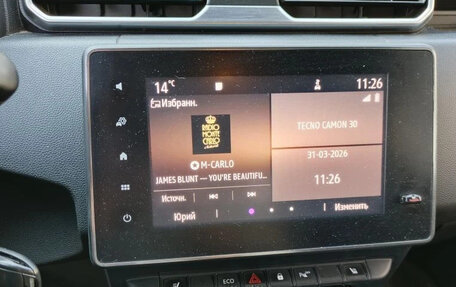 14°C
11:26
Избранн.
RADIO
MONTE
CARLO
M-CARLO
JAMES BLUNT — YOU'RE BEAUTIFU...
Источн.
TECNO CAMON 30
31-03-2026
11:26
Юрий
Изменить
ECO